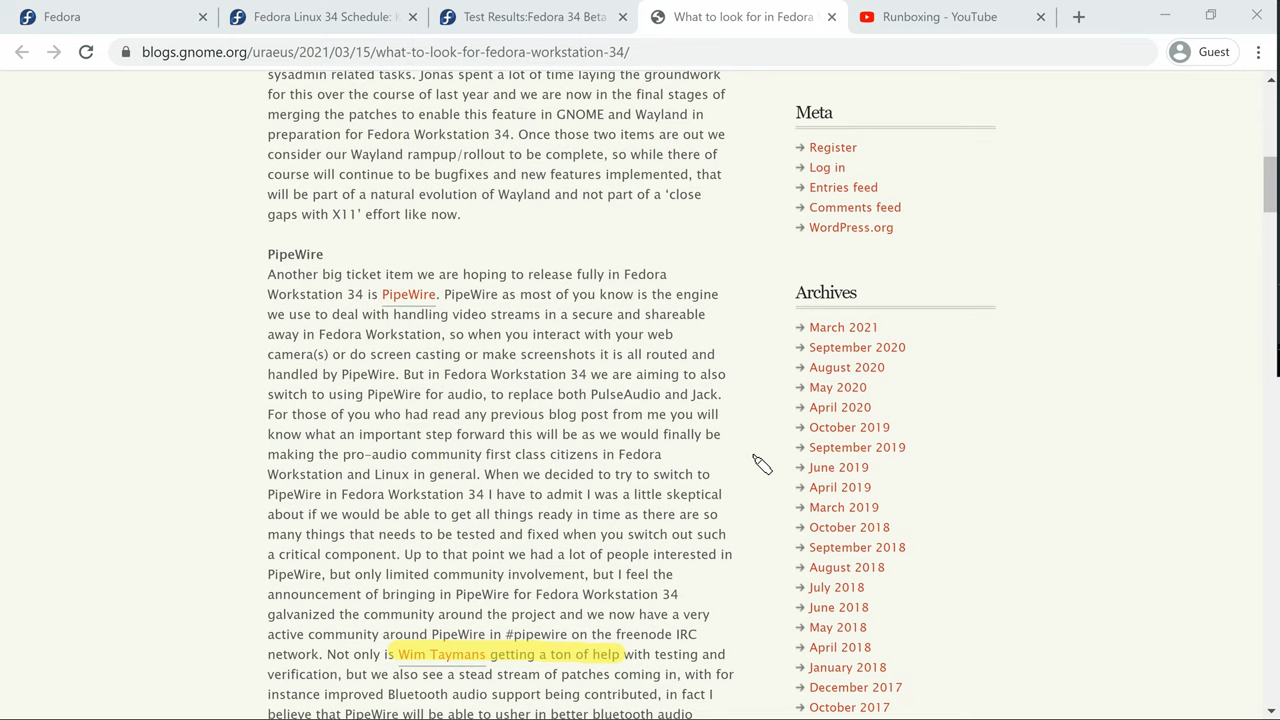 Fedora
Fedora Linux 34 Schedule: K
Test Results:Fedora 34 Beta
What to look for in Fedora
Runboxing - YouTube
blogs.gnome.org/uraeus/2021/03/15/what-to-look-for-fedora-workstation-34/
Guest
sysadmin related tasks. Jonas spent a lot of time laying the groundwork
for this over the course of last year and we are now in the final stages of
merging the patches to enable this feature in GNOME and Wayland in
preparation for Fedora Workstation 34. Once those two items are out we
consider our Wayland rampup/rollout to be complete, so while there of
course will continue to be bugfixes and new features implemented, that
will be part of a natural evolution of Wayland and not part of a ‘close
gaps with X11’ effort like now.
PipeWire
Another big ticket item we are hoping to release fully in Fedora
Workstation 34 is PipeWire. PipeWire as most of you know is the engine
we use to deal with handling video streams in a secure and shareable
away in Fedora Workstation, so when you interact with your web
camera(s) or do screen casting or make screenshots it is all routed and
handled by PipeWire. But in Fedora Workstation 34 we are aiming to also
switch to using PipeWire for audio, to replace both PulseAudio and Jack.
For those of you who had read any previous blog post from me you will
know what an important step forward this will be as we would finally be
making the pro-audio community first class citizens in Fedora
Workstation and Linux in general. When we decided to try to switch to
PipeWire in Fedora Workstation 34 I have to admit I was a little skeptical
about if we would be able to get all things ready in time as there are so
many things that needs to be tested and fixed when you switch out such
a critical component. Up to that point we had a lot of people interested in
PipeWire, but only limited community involvement, but I feel the
announcement of bringing in PipeWire for Fedora Workstation 34
galvanized the community around the project and we now have a very
active community around PipeWire in #pipewire on the freenode IRC
network. Not only is Wim Taymans getting a ton of help with testing and
verification, but we also see a stead stream of patches coming in, with for
instance improved Bluetooth audio support being contributed, in fact I
believe that PipeWire will be able to usher in better bluetooth audio
Meta
Register
Log in
Entries feed
Comments feed
WordPress.org
Archives
March 2021
September 2020
August 2020
May 2020
April 2020
October 2019
September 2019
June 2019
April 2019
March 2019
October 2018
September 2018
August 2018
July 2018
June 2018
May 2018
April 2018
January 2018
December 2017
October 2017